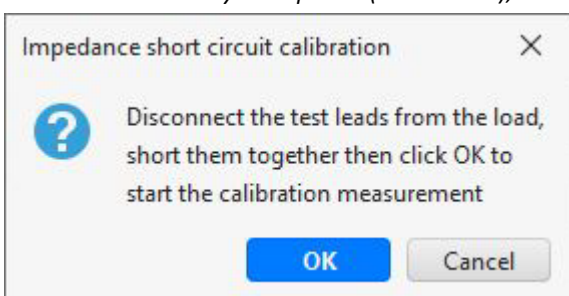 Impedance short circuit calibration
Disconnect the test leads from the load,
short them together then click OK to
start the calibration measurement
OK Cancel